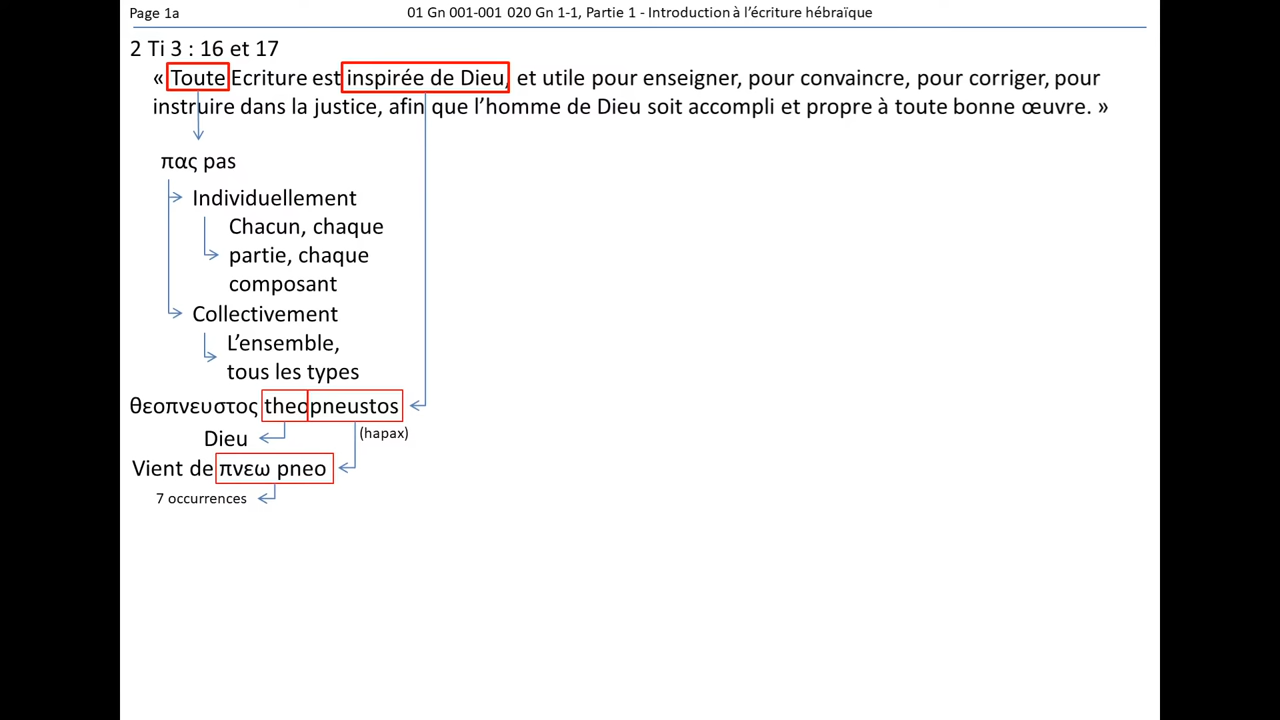 Page 1a
01 Gn 001-001 020 Gn 1-1, Partie 1 - Introduction à l’écriture hébraïque
2 Ti 3 : 16 et 17
« Toute Ecriture est inspirée de Dieu, et utile pour enseigner, pour convaincre, pour corriger, pour
instruire dans la justice, afin que l’homme de Dieu soit accompli et propre à toute bonne œuvre. »
πας pas
Individuellement
Chacun, chaque
partie, chaque
composant
Collectivement
L’ensemble,
tous les types
θεοπνευστος theopneustos
(hapax)
Dieu
Vient de πνεω pneo
7 occurrences